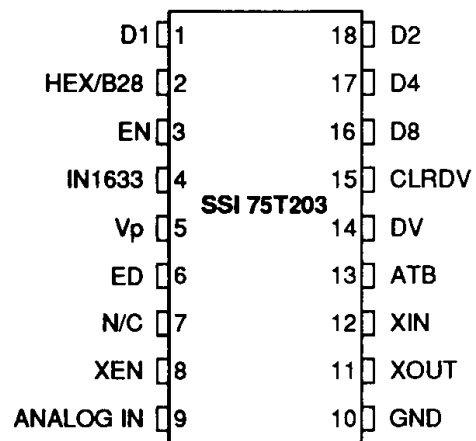 D1 1 18 D2
HEX/B28 2 17 D4
EN 3 16 D8
IN1633 4 15 CLRDV
SSI 75T203
Vp 5 14 DV
ED 6 13 ATB
N/C 7 12 XIN
XEN 8 11 XOUT
ANALOG IN 9 10 GND